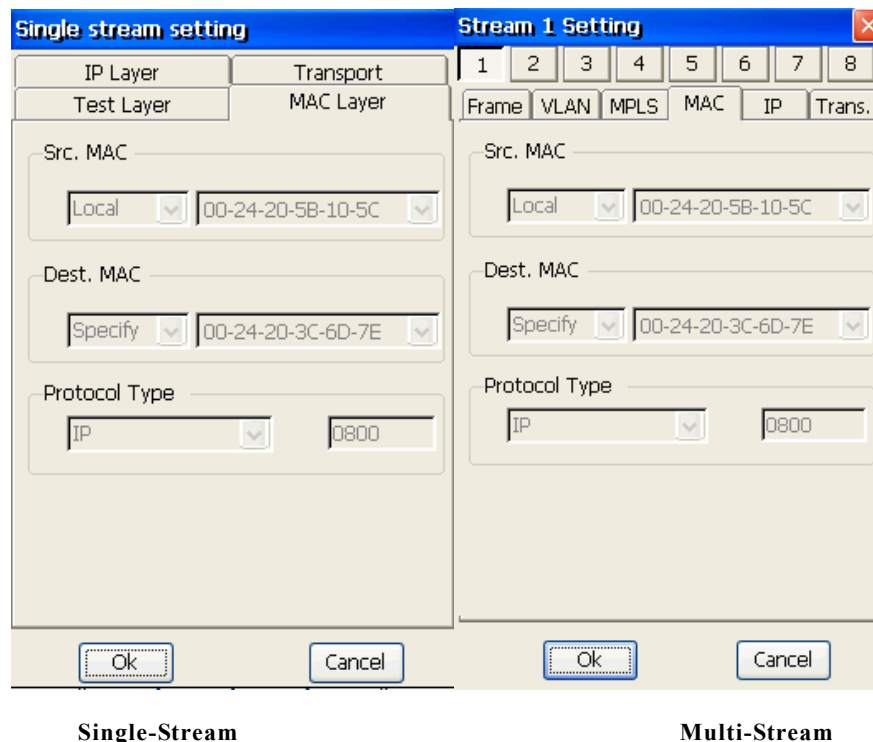 Single stream setting
IP Layer Transport
Test Layer MAC Layer
Src. MAC
Local 00-24-20-5B-10-5C
Dest. MAC
Specify 00-24-20-3C-6D-7E
Protocol Type
IP 0800
Ok Cancel
Stream 1 Setting
1 2 3 4 5 6 7 8
Frame VLAN MPLS MAC IP Trans.
Src. MAC
Local 00-24-20-5B-10-5C
Dest. MAC
Specify 00-24-20-3C-6D-7E
Protocol Type
IP 0800
Ok Cancel
Single-Stream Multi-Stream